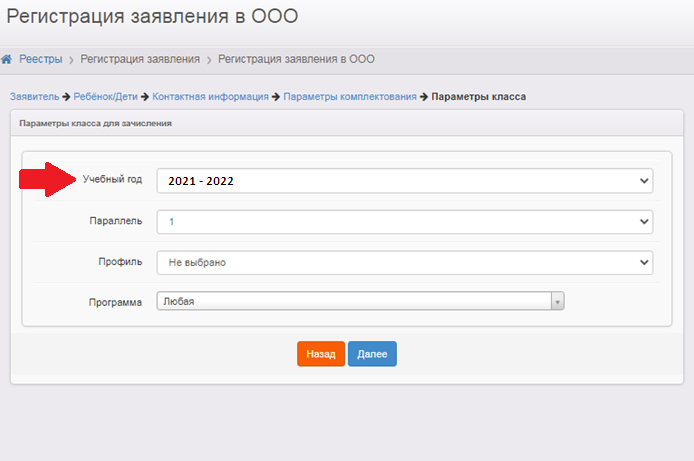 Регистрация заявления в ООО
Реестры > Регистрация заявления > Регистрация заявления в ООО
Заявитель → Ребёнок/Дети → Контактная информация → Параметры комплектования → Параметры класса
Параметры класса для зачисления
Учебный год 2021 - 2022
Параллель 1
Профиль Не выбрано
Программа Любая
Назад Далее